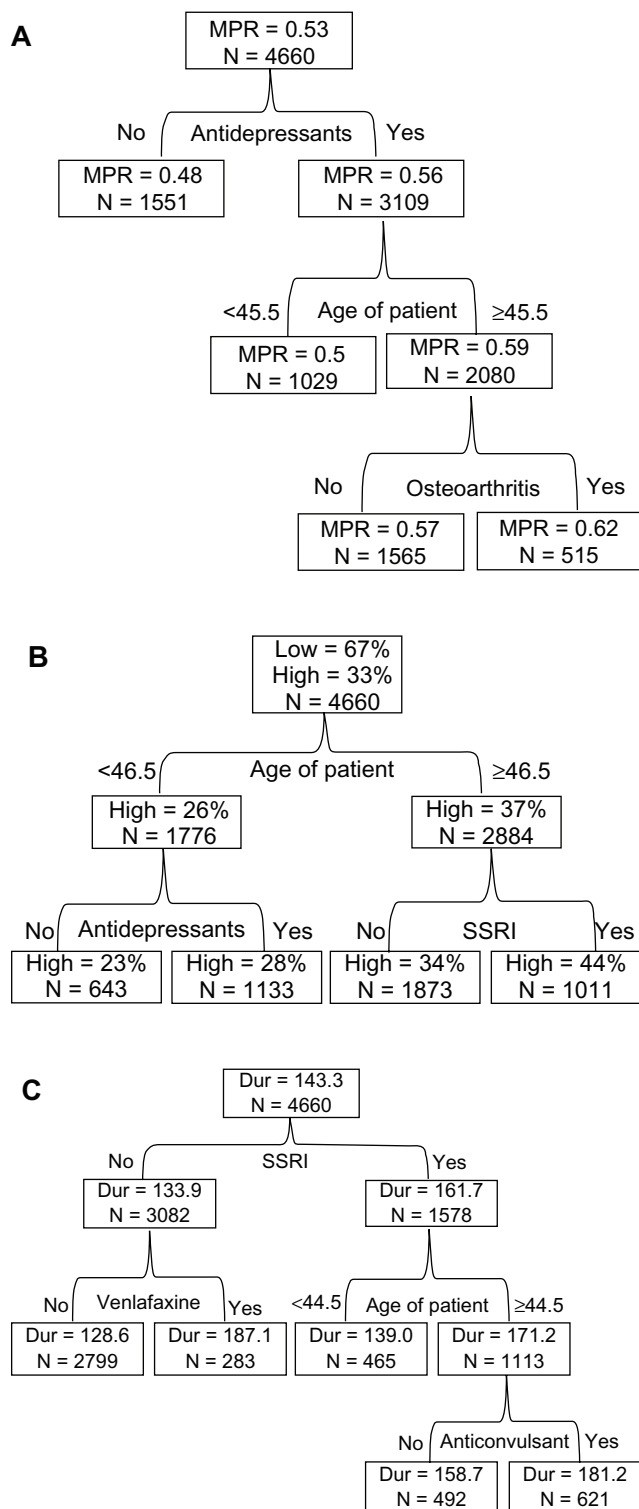 A
MPR = 0.53
N = 4660
No Antidepressants Yes
MPR = 0.48
N = 1551
MPR = 0.56
N = 3109
<45.5 Age of patient ≥45.5
MPR = 0.5
N = 1029
MPR = 0.59
N = 2080
No Osteoarthritis Yes
MPR = 0.57
N = 1565
MPR = 0.62
N = 515
B
Low = 67%
High = 33%
N = 4660
<46.5 Age of patient ≥46.5
High = 26%
N = 1776
High = 37%
N = 2884
No Antidepressants Yes
No SSRI Yes
High = 23%
N = 643
High = 28%
N = 1133
High = 34%
N = 1873
High = 44%
N = 1011
C
Dur = 143.3
N = 4660
No SSRI Yes
Dur = 133.9
N = 3082
Dur = 161.7
N = 1578
No Venlafaxine Yes
<44.5 Age of patient ≥44.5
Dur = 128.6
N = 2799
Dur = 187.1
N = 283
Dur = 139.0
N = 465
Dur = 171.2
N = 1113
No Anticonvulsant Yes
Dur = 158.7
N = 492
Dur = 181.2
N = 621